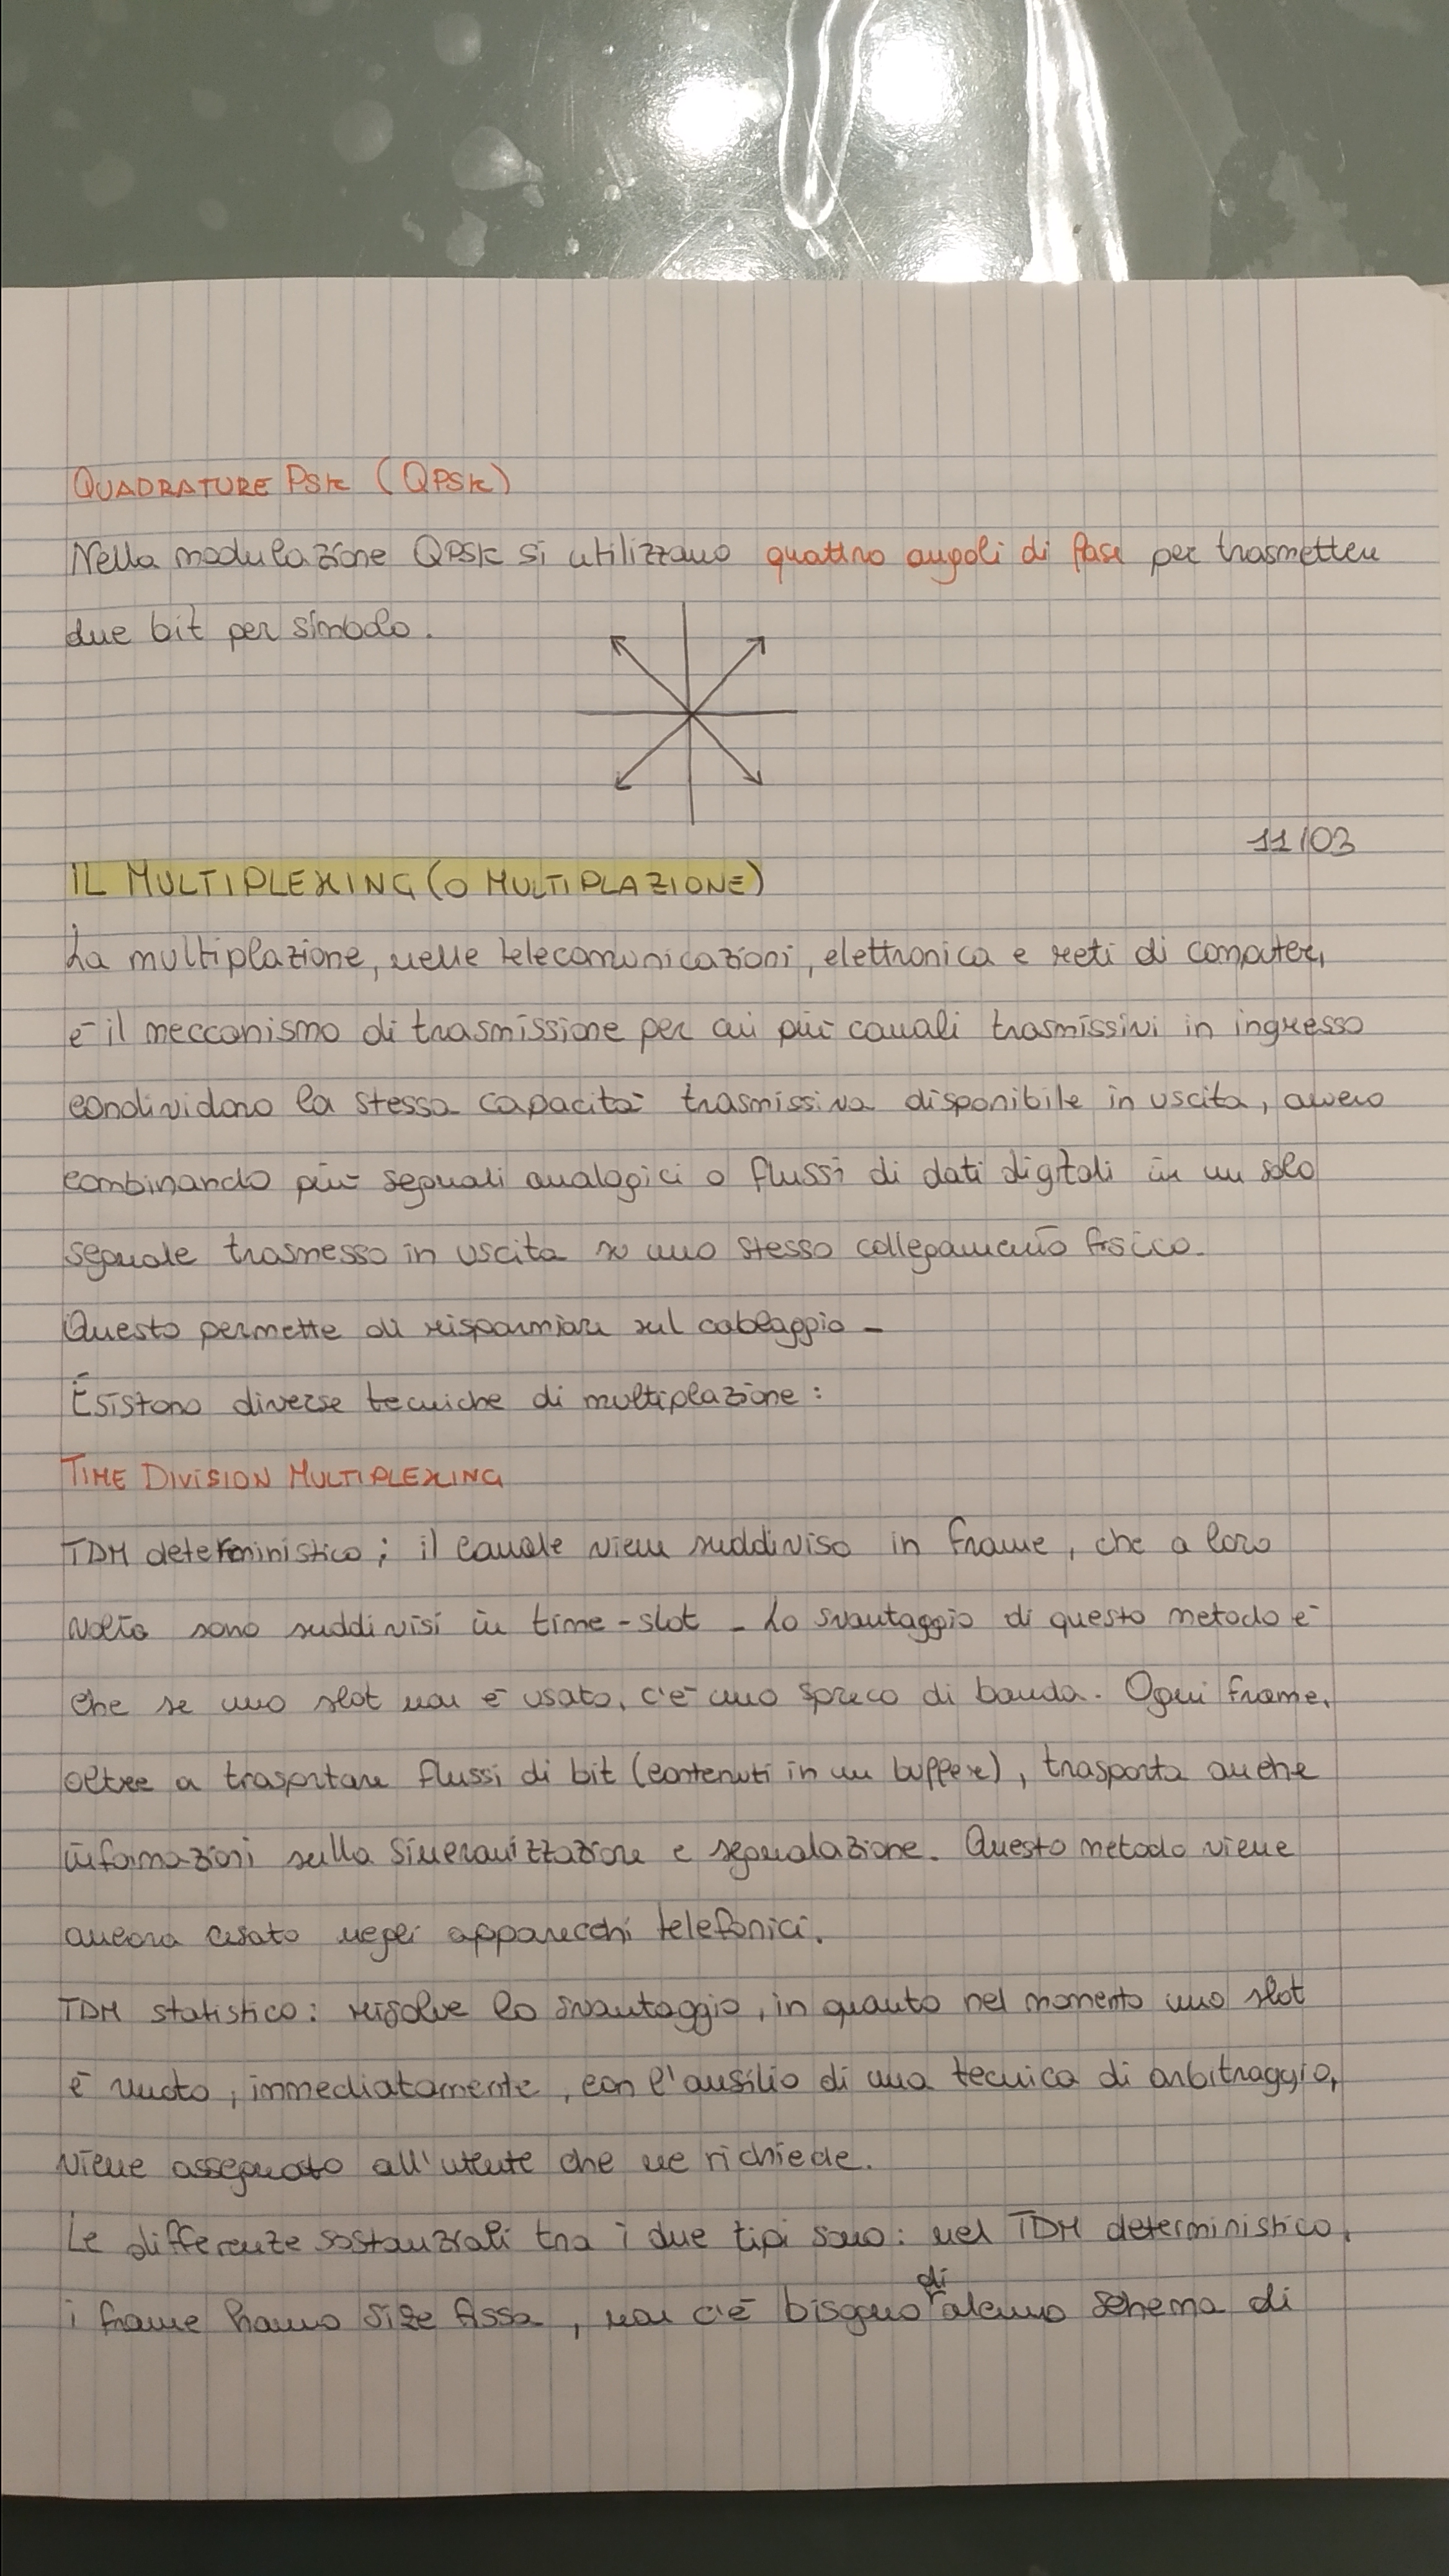 QUADRATURE PSK (QPSK)
Nella modulazione QPSK si utilizzano quattro angoli di fase per trasmettere
due bit per simbolo.
11/03
IL MULTIPLEXING (O MULTIPLAZIONE)
La multiplazione, nelle telecomunicazioni, elettronica e reti di computer,
è il meccanismo di trasmissione per cui più canali trasmissivi in ingresso
condividono la stessa capacità trasmissiva disponibile in uscita, ovvero
combinando più segnali analogici o flussi di dati digitali in un solo
segnale trasmesso in uscita su uno stesso collegamento fisico.
Questo permette di risparmiare sul cablaggio -
Esistono diverse tecniche di multiplazione:
TIME DIVISION MULTIPLEXING
TDM deterministico; il canale viene suddiviso in frame, che a loro
volta sono suddivisi in time-slot - Lo svantaggio di questo metodo è
che se uno slot non è usato, c'è uno spreco di banda. Ogni frame,
oltre a trasportare flussi di bit (contenuti in un buffer), trasporta anche
informazioni sulla sincronizzazione e segnalazione. Questo metodo viene
ancora usato negli apparecchi telefonici.
TDM statistico: risolve lo svantaggio, in quanto nel momento uno slot
è vuoto, immediatamente, con l'ausilio di una tecnica di arbitraggio,
viene assegnato all'utente che ne richiede.
Le differenze sostanziali tra i due tipi sono: nel TDM deterministico,
i frame hanno size fissa, non c'è bisogno di alcuno schema di